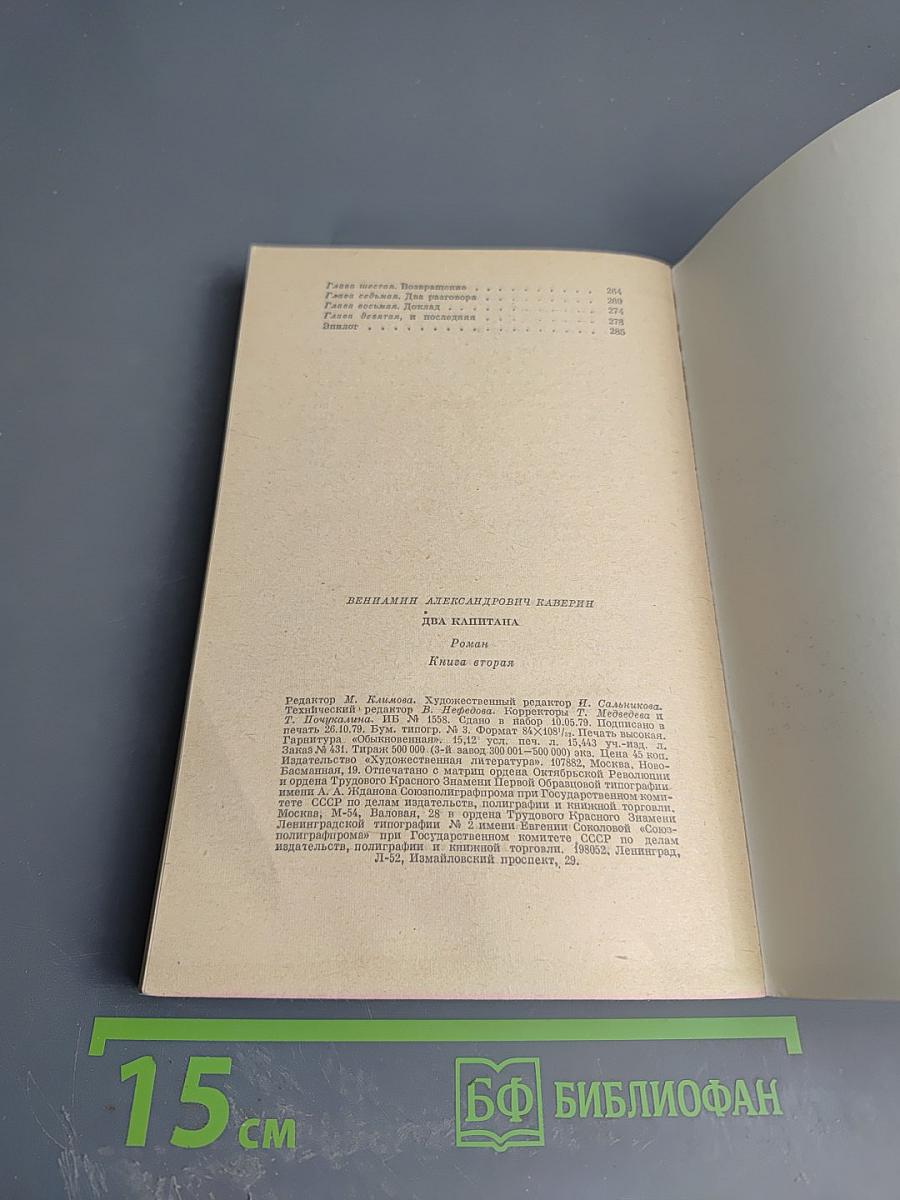 Глава шестая. Возвращение . . . . . . . . . . 264
Глава седьмая. Два разговора . . . . . . . . . 269
Глава восьмая. Доклад . . . . . . . . . . . . 274
Глава девятая, и последняя . . . . . . . . . . 278
Эпилог . . . . . . . . . . . . . . . . . . 285
ВЕНИАМИН АЛЕКСАНДРОВИЧ КАВЕРИН
ДВА КАПИТАНА
Роман
Книга вторая
Редактор М. Климова. Художественный редактор И. Сальникова.
Технический редактор В. Нефедова. Корректоры Т. Медведева и
Т. Почукалина. ИБ № 1558. Сдано в набор 10.05.79. Подписано в
печать 26.10.79. Бум. типогр. № 3. Формат 84×108¹/₃₂. Печать высокая.
Гарнитура «Обыкновенная». 15,12 усл. печ. л. 15,443 уч.-изд. л.
Заказ № 431. Тираж 500 000 (3-й завод 300 001—500 000) экз. Цена 45 коп.
Издательство «Художественная литература». 107882, Москва, Ново-
Басманная, 19. Отпечатано с матриц ордена Октябрьской Революции
и ордена Трудового Красного Знамени Первой Образцовой типографии
имени А. А. Жданова Союзполиграфпрома при Государственном коми-
тете СССР по делам издательств, полиграфии и книжной торговли.
Москва, М-54, Валовая, 28 в ордена Трудового Красного Знамени
Ленинградской типографии № 2 имени Евгении Соколовой «Союз-
полиграфпрома» при Государственном комитете СССР по делам
издательств, полиграфии и книжной торговли. 198052, Ленинград,
Л-52, Измайловский проспект, 29.
15 см
БФ БИБЛИОФАН